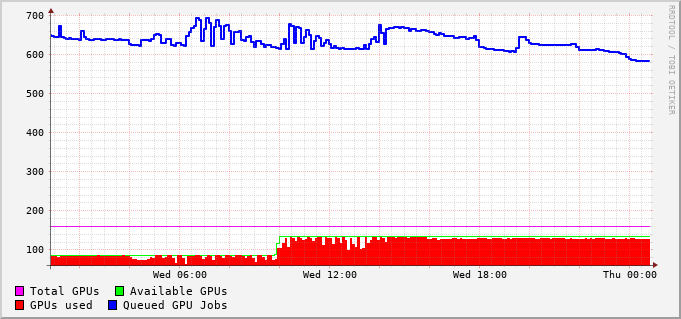 700
600
500
400
300
200
100
Wed 06:00 Wed 12:00 Wed 18:00 Thu 00:00
Total GPUs Available GPUs
GPUs used Queued GPU Jobs
RRDTOOL / TOBI OETIKER